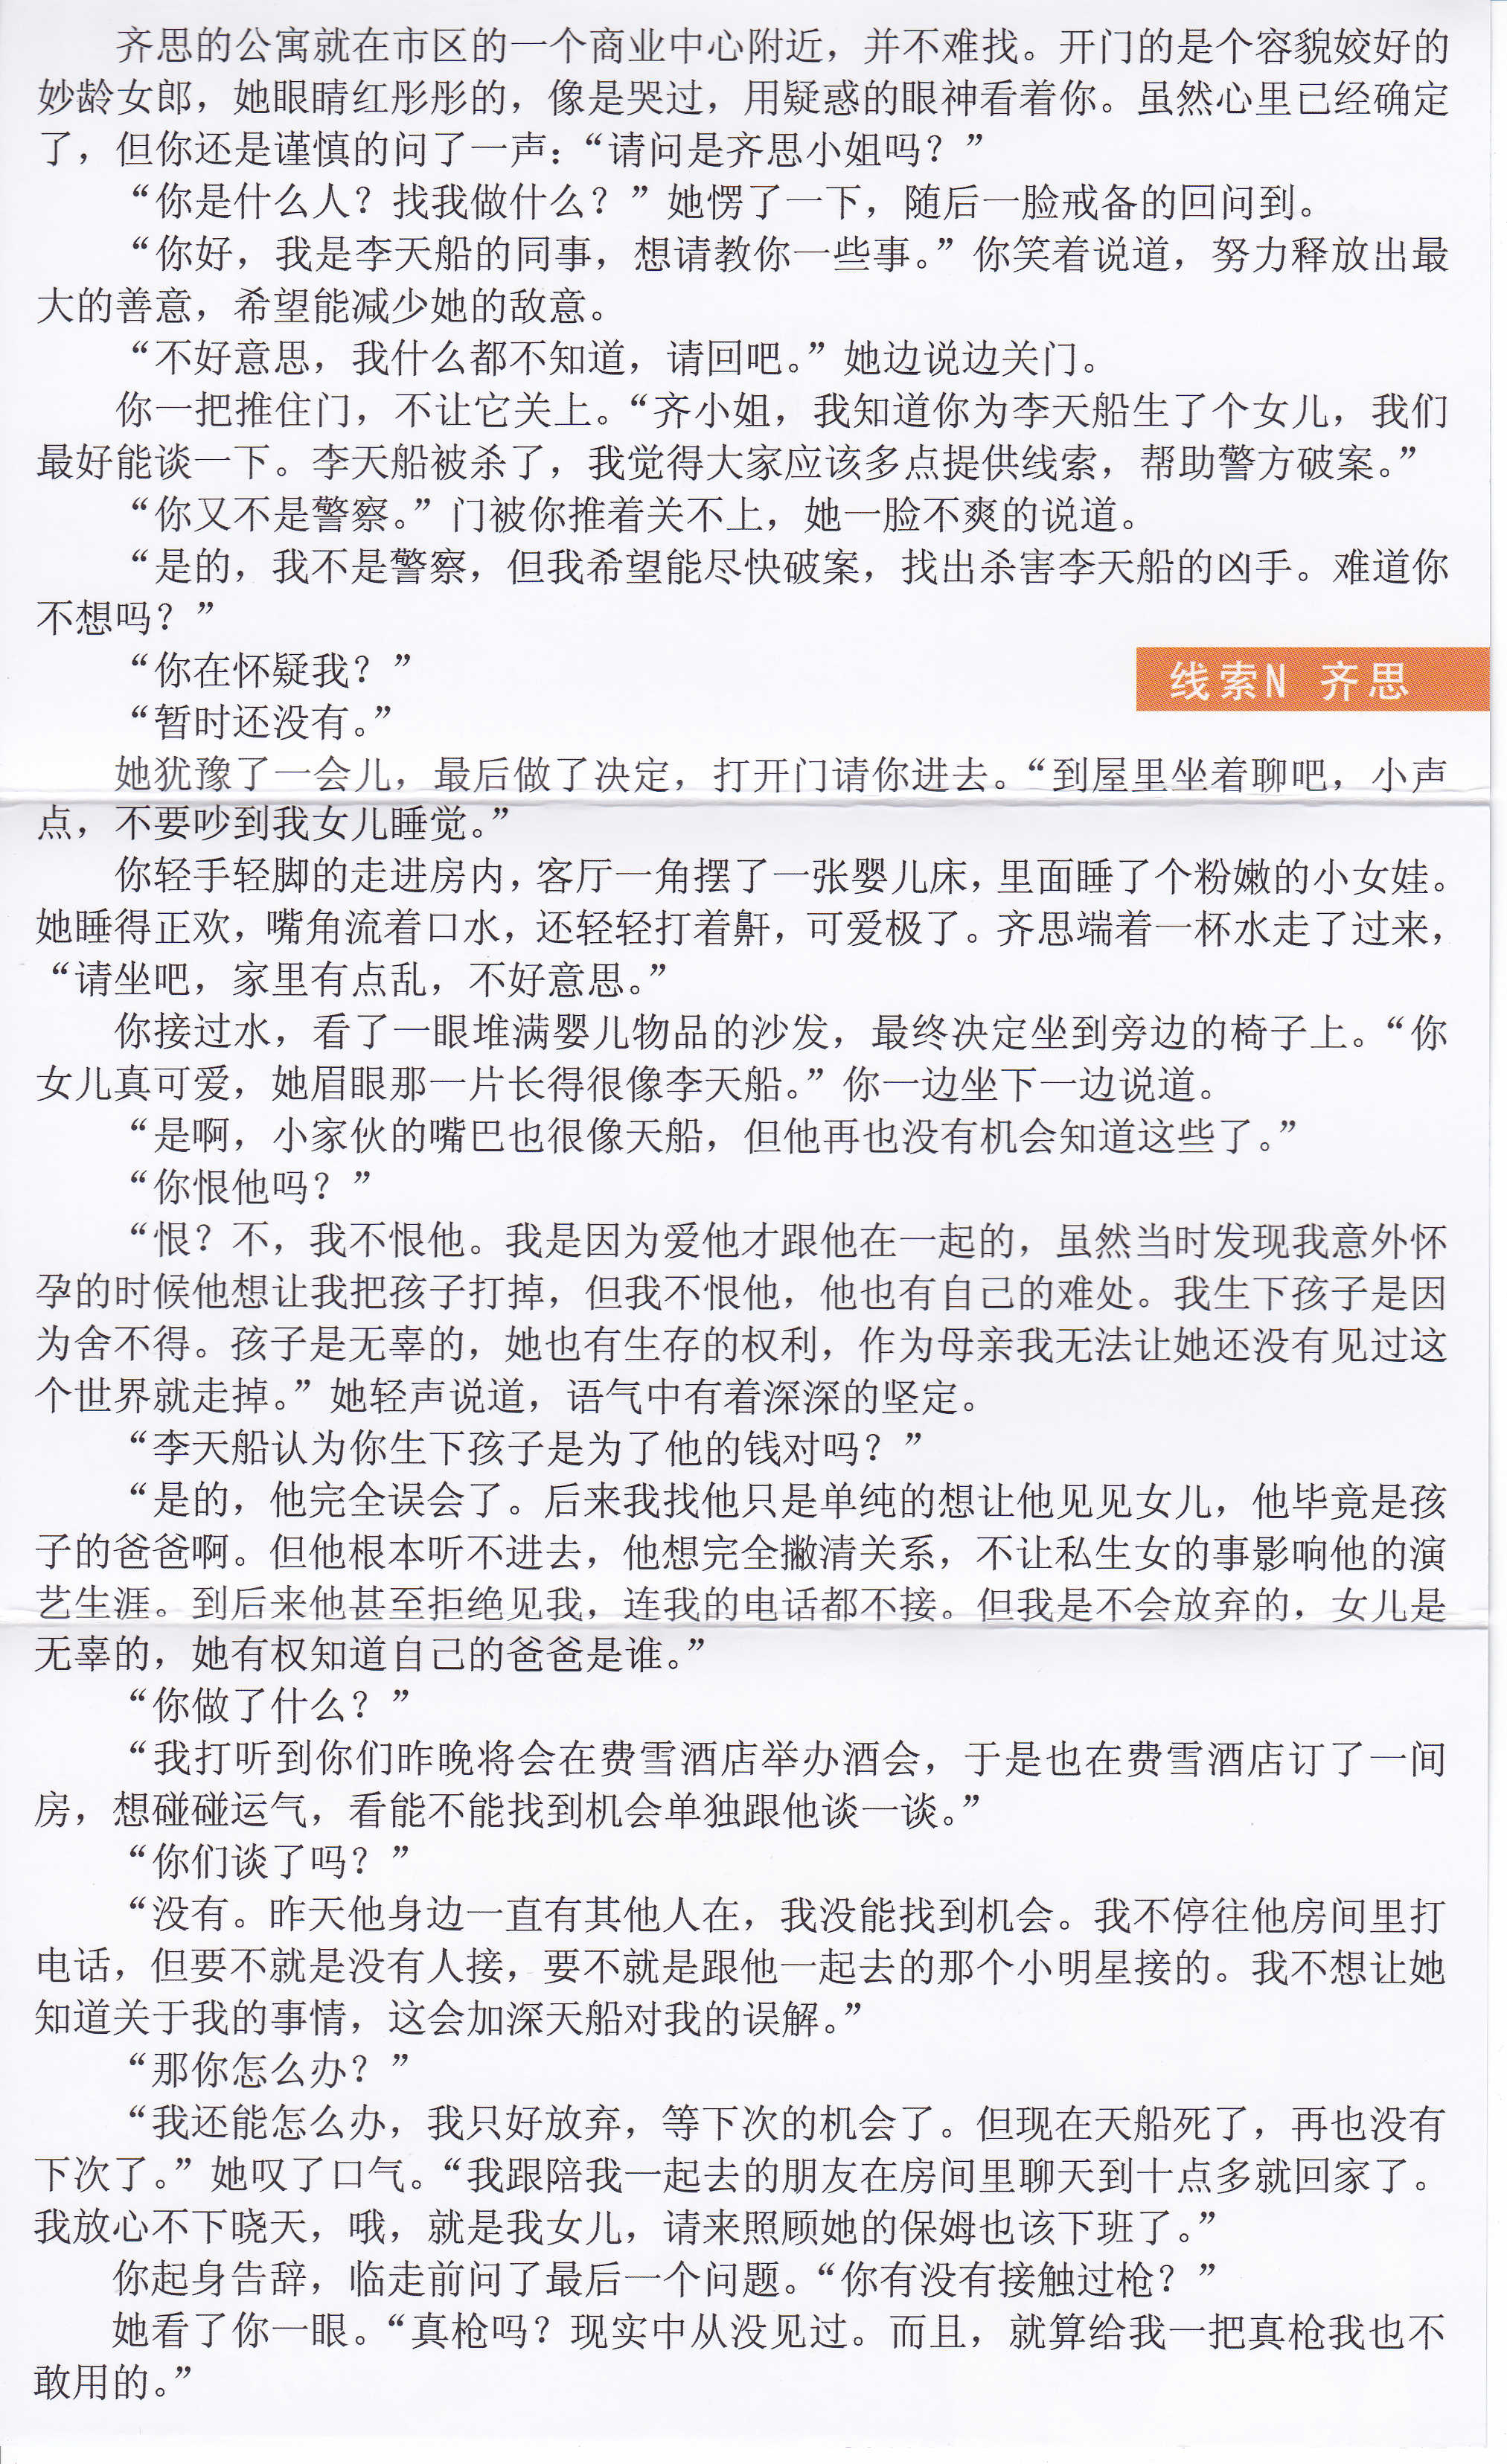 齐思的公寓就在市区的一个商业中心附近，并不难找。开门的是个容貌姣好的
妙龄女郎，她眼睛红彤彤的，像是哭过，用疑惑的眼神看着你。虽然心里已经确定
了，但你还是谨慎的问了一声：“请问是齐思小姐吗？”
“你是什么人？找我做什么？”她愣了一下，随后一脸戒备的回问到。
“你好，我是李天船的同事，想请教你一些事。”你笑着说道，努力释放出最
大的善意，希望能减少她的敌意。
“不好意思，我什么都不知道，请回吧。”她边说边关门。
你一把推住门，不让它关上。“齐小姐，我知道你为李天船生了个女儿，我们
最好能谈一下。李天船被杀了，我觉得大家应该多点提供线索，帮助警方破案。”
“你又不是警察。”门被你推着关不上，她一脸不爽的说道。
“是的，我不是警察，但我希望能尽快破案，找出杀害李天船的凶手。难道你
不想吗？”
“你在怀疑我？”
线索N 齐思
“暂时还没有。”
她犹豫了一会儿，最后做了决定，打开门请你进去。“到屋里坐着聊吧，小声
点，不要吵到我女儿睡觉。”
你轻手轻脚的走进房内，客厅一角摆了一张婴儿床，里面睡了个粉嫩的小女娃。
她睡得正欢，嘴角流着口水，还轻轻打着鼾，可爱极了。齐思端着一杯水走了过来，
“请坐吧，家里有点乱，不好意思。”
你接过水，看了一眼堆满婴儿物品的沙发，最终决定坐到旁边的椅子上。“你
女儿真可爱，她眉眼那一片长得很像李天船。”你一边坐下一边说道。
“是啊，小家伙的嘴巴也很像天船，但他再也没有机会知道这些了。”
“你恨他吗？”
“恨？不，我不恨他。我是因为爱他才跟他在一起的，虽然当时发现我意外怀
孕的时候他想让我把孩子打掉，但我不恨他，他也有自己的难处。我生下孩子是因
为舍不得。孩子是无辜的，她也有生存的权利，作为母亲我无法让她还没有见过这
个世界就走掉。”她轻声说道，语气中有着深深的坚定。
“李天船认为你生下孩子是为了他的钱对吗？”
“是的，他完全误会了。后来我找他只是单纯的想让他见见女儿，他毕竟是孩
子的爸爸啊。但他根本听不进去，他想完全撇清关系，不让私生女的事影响他的演
艺生涯。到后来他甚至拒绝见我，连我的电话都不接。但我是不会放弃的，女儿是
无辜的，她有权知道自己的爸爸是谁。”
“你做了什么？”
“我打听到你们昨晚将会在费雪酒店举办酒会，于是也在费雪酒店订了一间
房，想碰碰运气，看能不能找到机会单独跟他谈一谈。”
“你们谈了吗？”
“没有。昨天他身边一直有其他人在，我没能找到机会。我不停往他房间里打
电话，但要不就是没有人接，要不就是跟他一起去的那个小明星接的。我不想让她
知道关于我的事情，这会加深天船对我的误解。”
“那你怎么办？”
“我还能怎么办，我只好放弃，等下次的机会了。但现在天船死了，再也没有
下次了。”她叹了口气。“我跟陪我一起去的朋友在房间里聊天到十点多就回家了。
我放心不下晓天，哦，就是我女儿，请来照顾她的保姆也该下班了。”
你起身告辞，临走前问了最后一个问题。“你有没有接触过枪？”
她看了你一眼。“真枪吗？现实中从没见过。而且，就算给我一把真枪我也不
敢用的。”